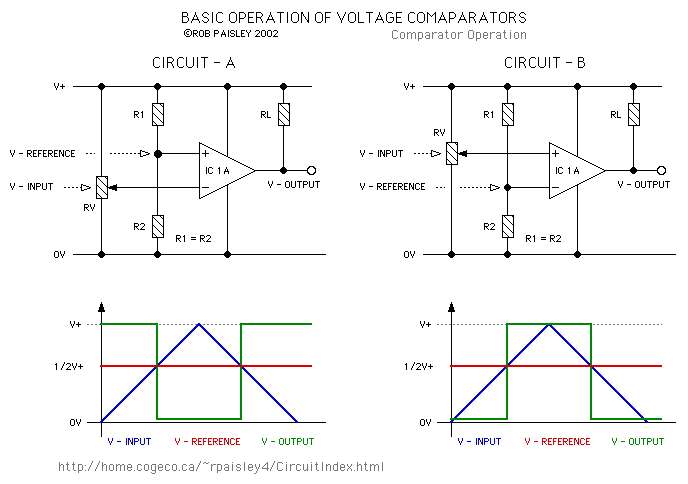 BASIC OPERATION OF VOLTAGE COMAPARATORS
©ROB PAISLEY 2002
Comparator Operation
CIRCUIT - A
V+
R1
RL
V - REFERENCE
+
IC 1A
V - INPUT
-
V - OUTPUT
RV
R2
R1 = R2
0V
CIRCUIT - B
V+
R1
RL
RV
V - INPUT
+
IC 1A
V - REFERENCE
-
V - OUTPUT
R2
R1 = R2
0V
V+
1/2V+
0V
V - INPUT V - REFERENCE V - OUTPUT
V+
1/2V+
0V
V - INPUT V - REFERENCE V - OUTPUT
http://home.cogeco.ca/~rpaisley4/CircuitIndex.html